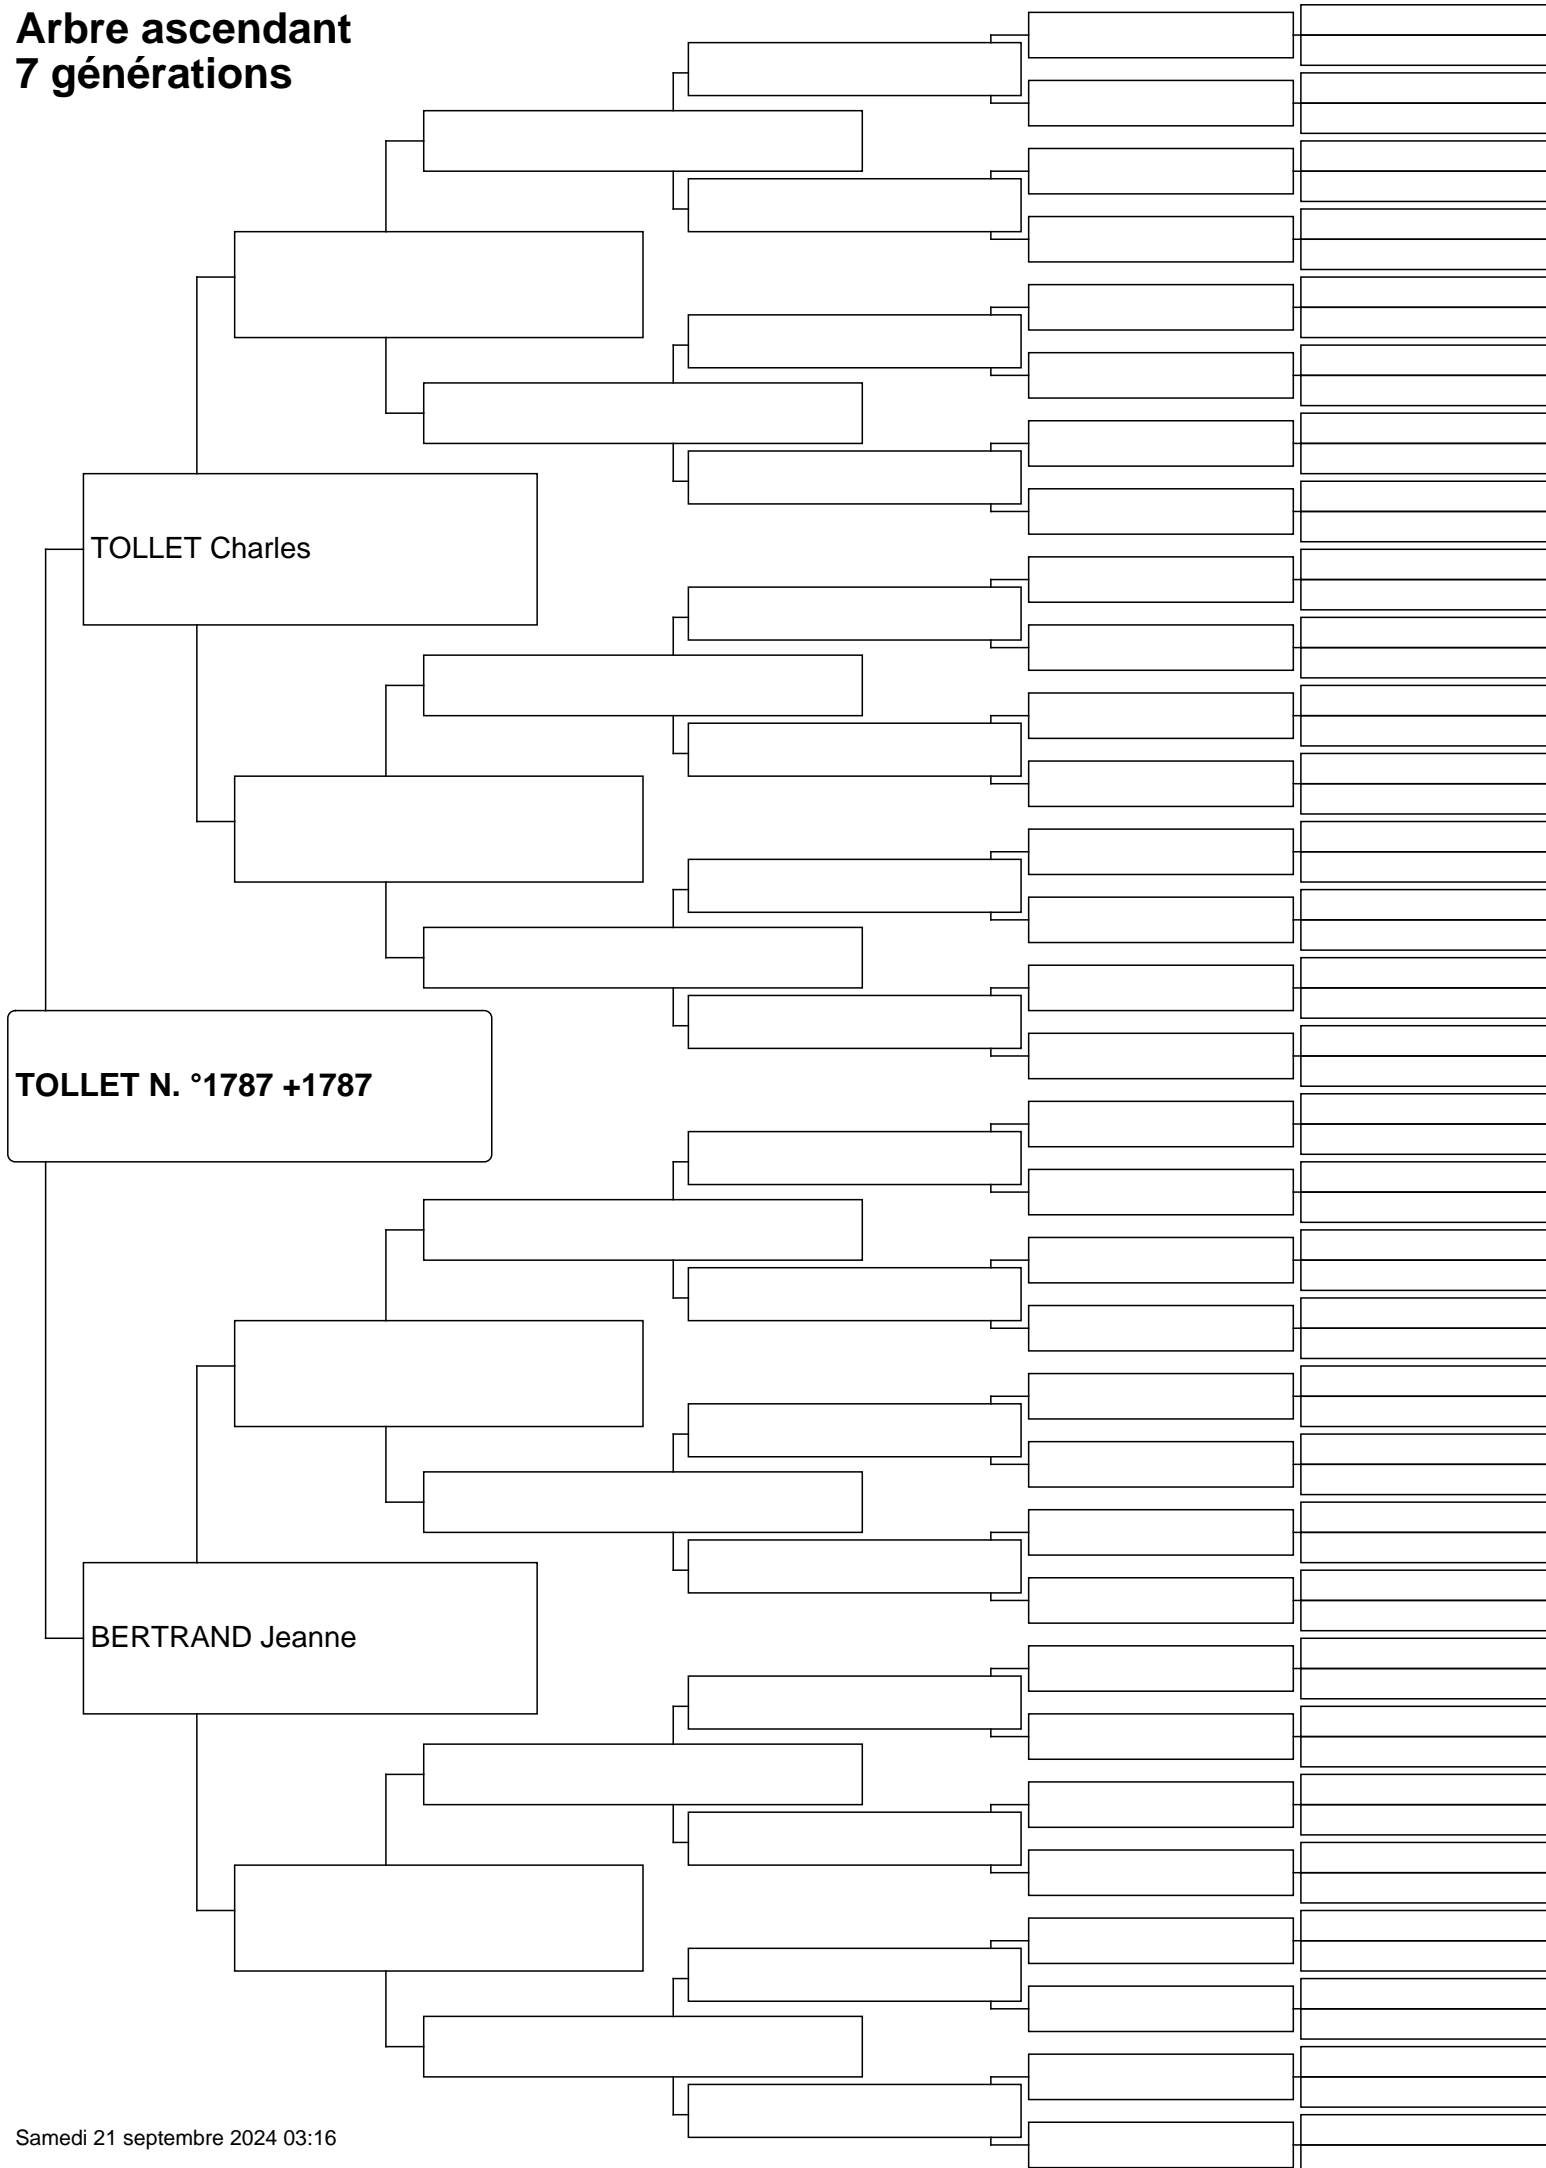 Arbre ascendant
7 générations
TOLLET Charles
TOLLET N. °1787 +1787
BERTRAND Jeanne
Samedi 21 septembre 2024 03:16